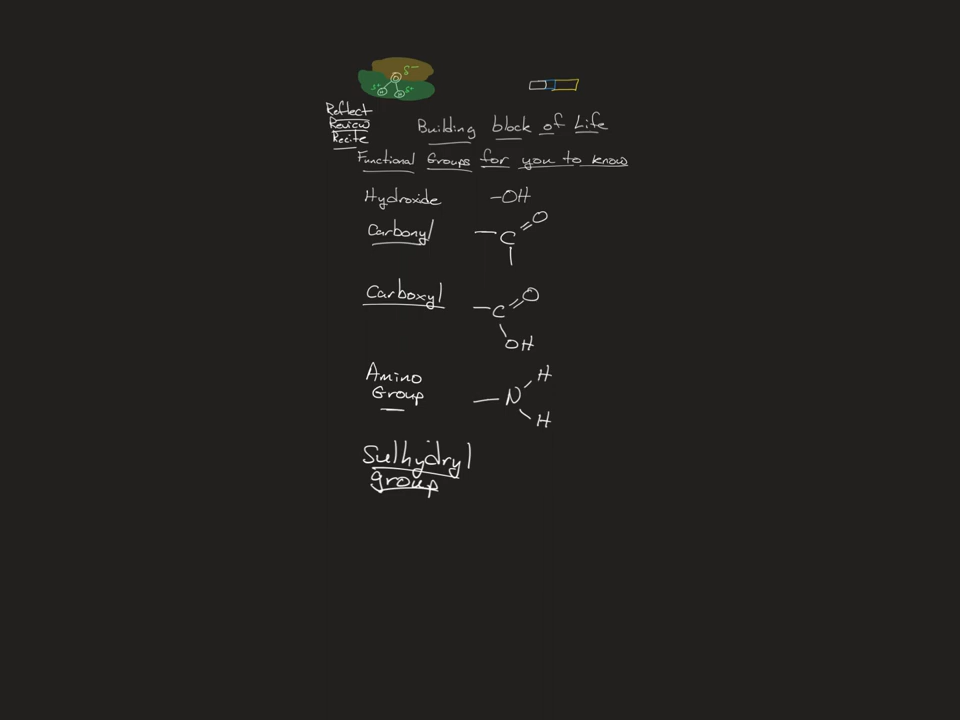 δ-
O
δ+ δ+
H H
Reflect
Review
Recite
Building block of Life
Functional Groups for you to know
Hydroxide -OH
Carbonyl
O
C
Carboxyl
O
C
OH
Amino
Group
H
N
H
Sulhydryl
group